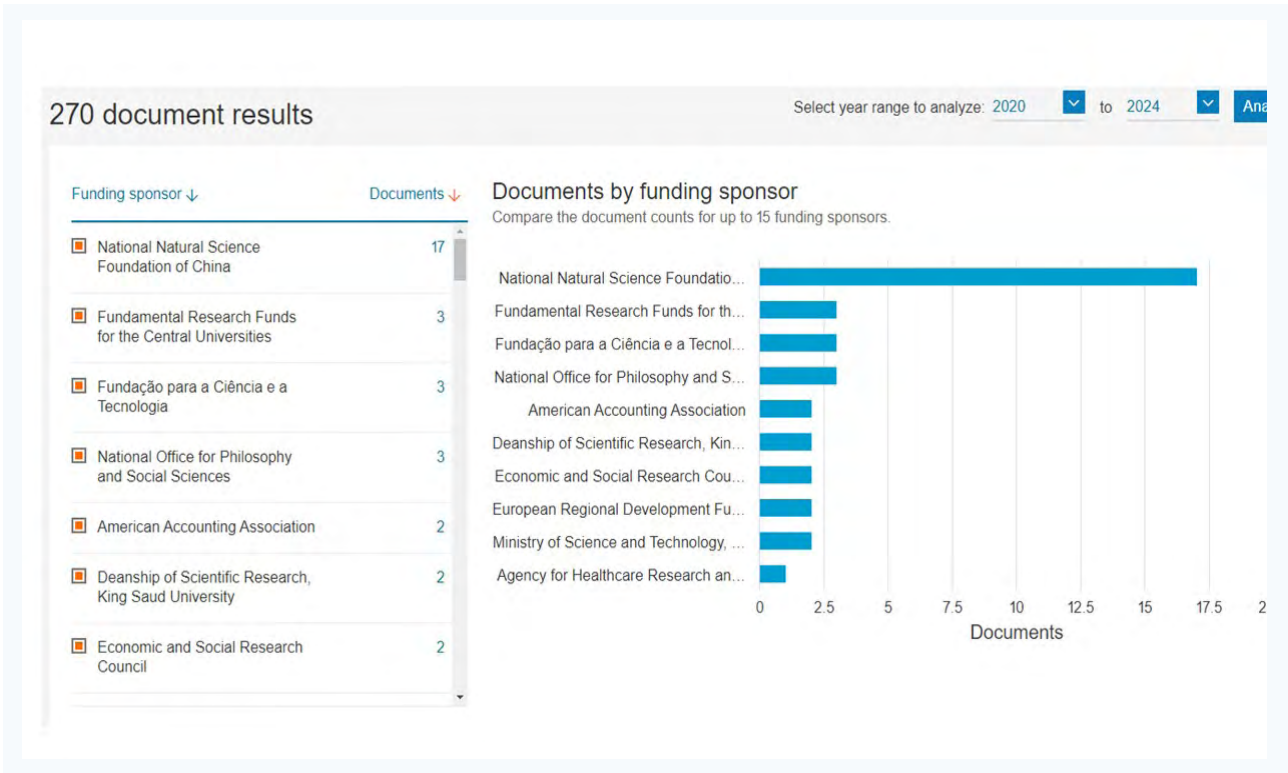 270 document results
Select year range to analyze: 2020 to 2024 Ana
Funding sponsor ↓ Documents ↓
National Natural Science
Foundation of China 17
Fundamental Research Funds
for the Central Universities 3
Fundação para a Ciência e a
Tecnologia 3
National Office for Philosophy
and Social Sciences 3
American Accounting Association 2
Deanship of Scientific Research,
King Saud University 2
Economic and Social Research
Council 2
Documents by funding sponsor
Compare the document counts for up to 15 funding sponsors.
National Natural Science Foundatio...
Fundamental Research Funds for th...
Fundação para a Ciência e a Tecnol...
National Office for Philosophy and S...
American Accounting Association
Deanship of Scientific Research, Kin...
Economic and Social Research Cou...
European Regional Development Fu...
Ministry of Science and Technology, ...
Agency for Healthcare Research an...
0 2.5 5 7.5 10 12.5 15 17.5 2
Documents